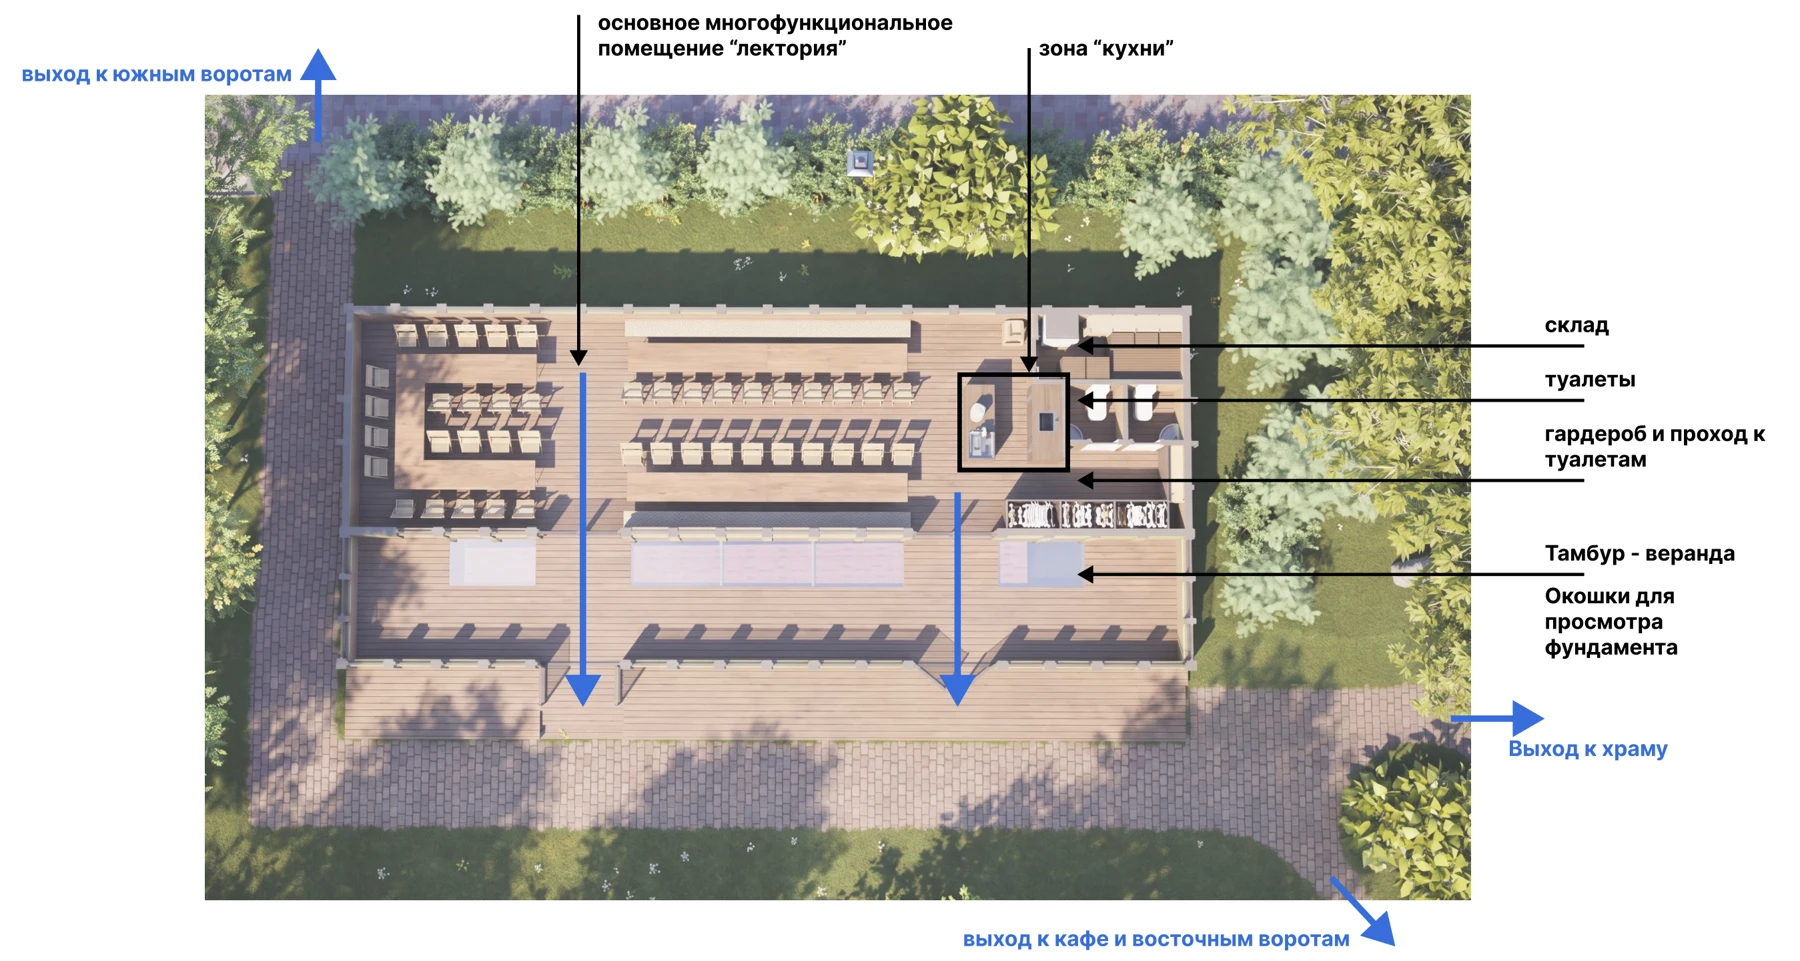 основное многофункциональное
помещение “лектория”
зона “кухни”
выход к южным воротам
склад
туалеты
гардероб и проход к
туалетам
Тамбур - веранда
Окошки для
просмотра
фундамента
Выход к храму
выход к кафе и восточным воротам